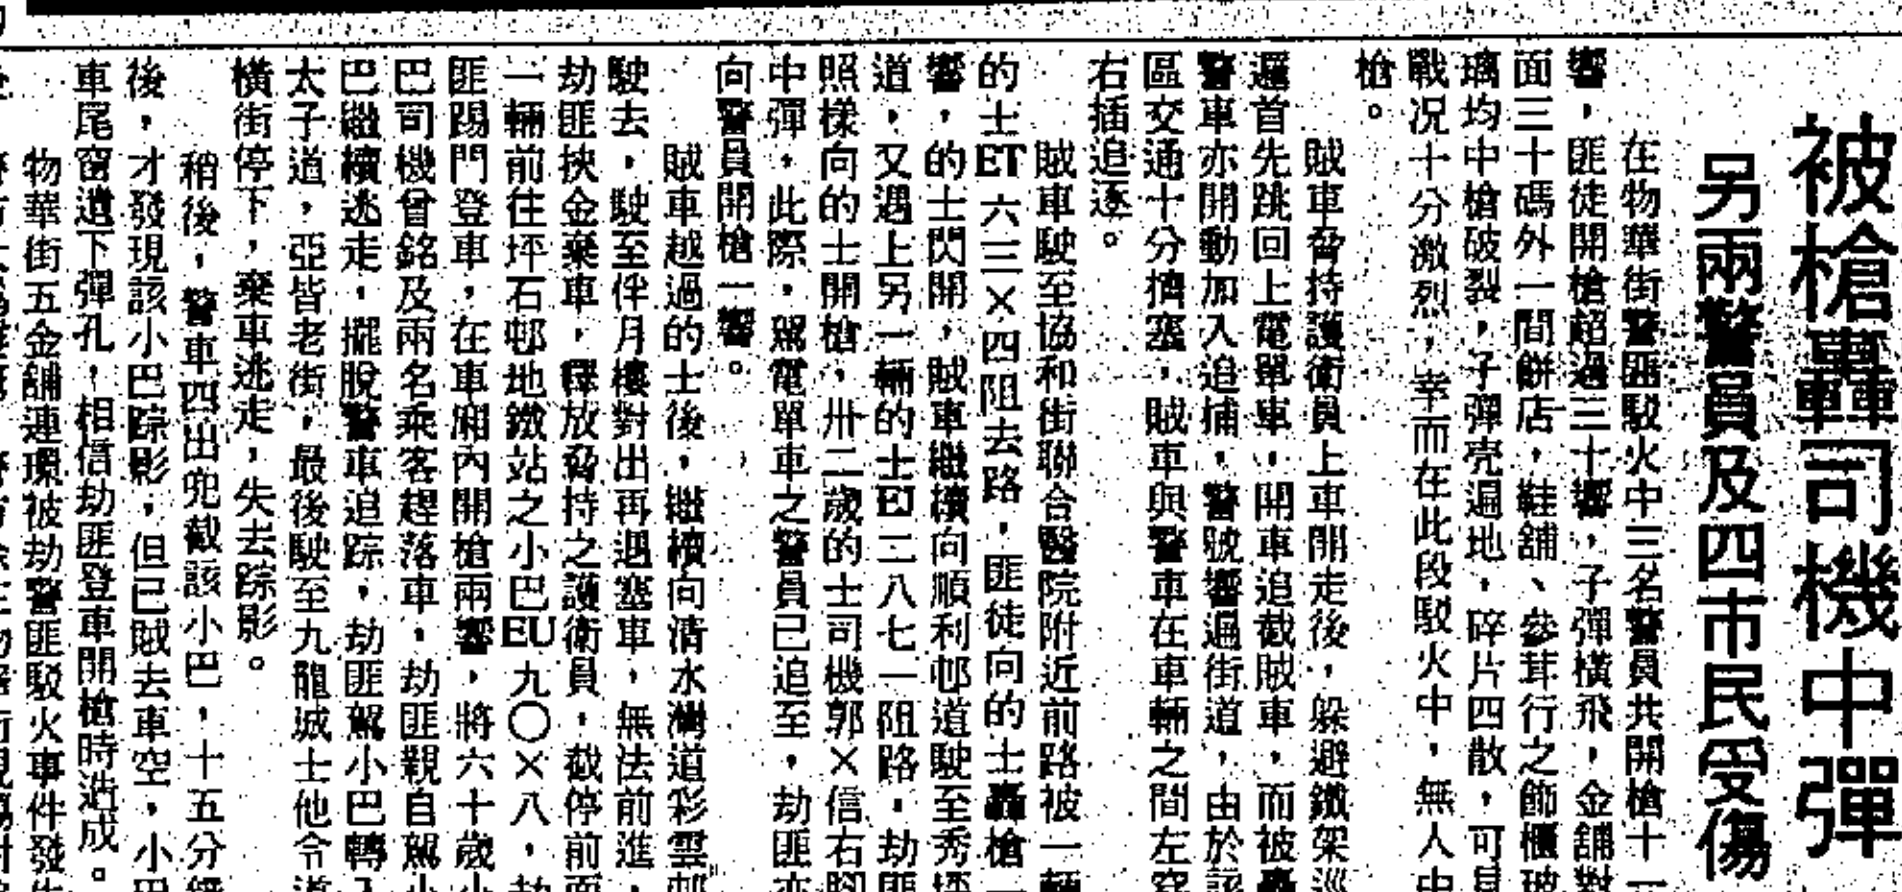 被槍轟司機中彈
另兩警員及四市民受傷
在物華街警匪駁火中三名警員共開槍十一
響，匪徒開槍超過三十響，子彈橫飛，金舖對
面三十碼外一間餅店，鞋舖、參茸行之飾櫃玻
璃均中槍破裂，子彈壳遍地，碎片四散，可見
戰况十分激烈，幸而在此段駁火中，無人中
槍。
賊車脅持護衛員上車開走後，躲避鐵架巡
邏首先跳回上電單車，開車追截賊車，而被轟
警車亦開動加入追捕，警號響遍街道，由於該
區交通十分擠塞，賊車與警車在車輛之間左穿
右插追逐。
賊車駛至協和街聯合醫院附近前路被一輛
的士ET六三×四阻去路，匪徒向的士轟槍一
響，的士閃開，賊車繼續向順利邨道駛至秀
道，又遇上另一輛的士EJ二八七一阻路，劫匪
照樣向的士開槍，卅二歲的士司機郭×信右腳
中彈，此際，駕電單車之警員已追至，劫匪亦
向警員開槍一響。
賊車越過的士後，繼續向清水灣道彩雲邨
駛去，駛至伴月樓對出再遇塞車，無法前進，
劫匪挾金棄車，釋放脅持之護衛員，截停前面
一輛前往坪石邨地鐵站之小巴EU九〇×八，劫
匪踢門登車，在車廂內開槍兩響，將六十歲小
巴司機曾銘及兩名乘客趕落車，劫匪親自駕小
巴繼續逃走，擺脫警車追踪，劫匪駕小巴轉入
太子道，亞皆老街，最後駛至九龍城士他令道
橫街停下，棄車逃走，失去踪影。
稍後，警車四出兜截該小巴，十五分鐘
後，才發現該小巴踪影，但已賊去車空，小巴
車尾窗遺下彈孔，相信劫匪登車開槍時造成。
物華街五金舖連環被劫警匪駁火事件發生